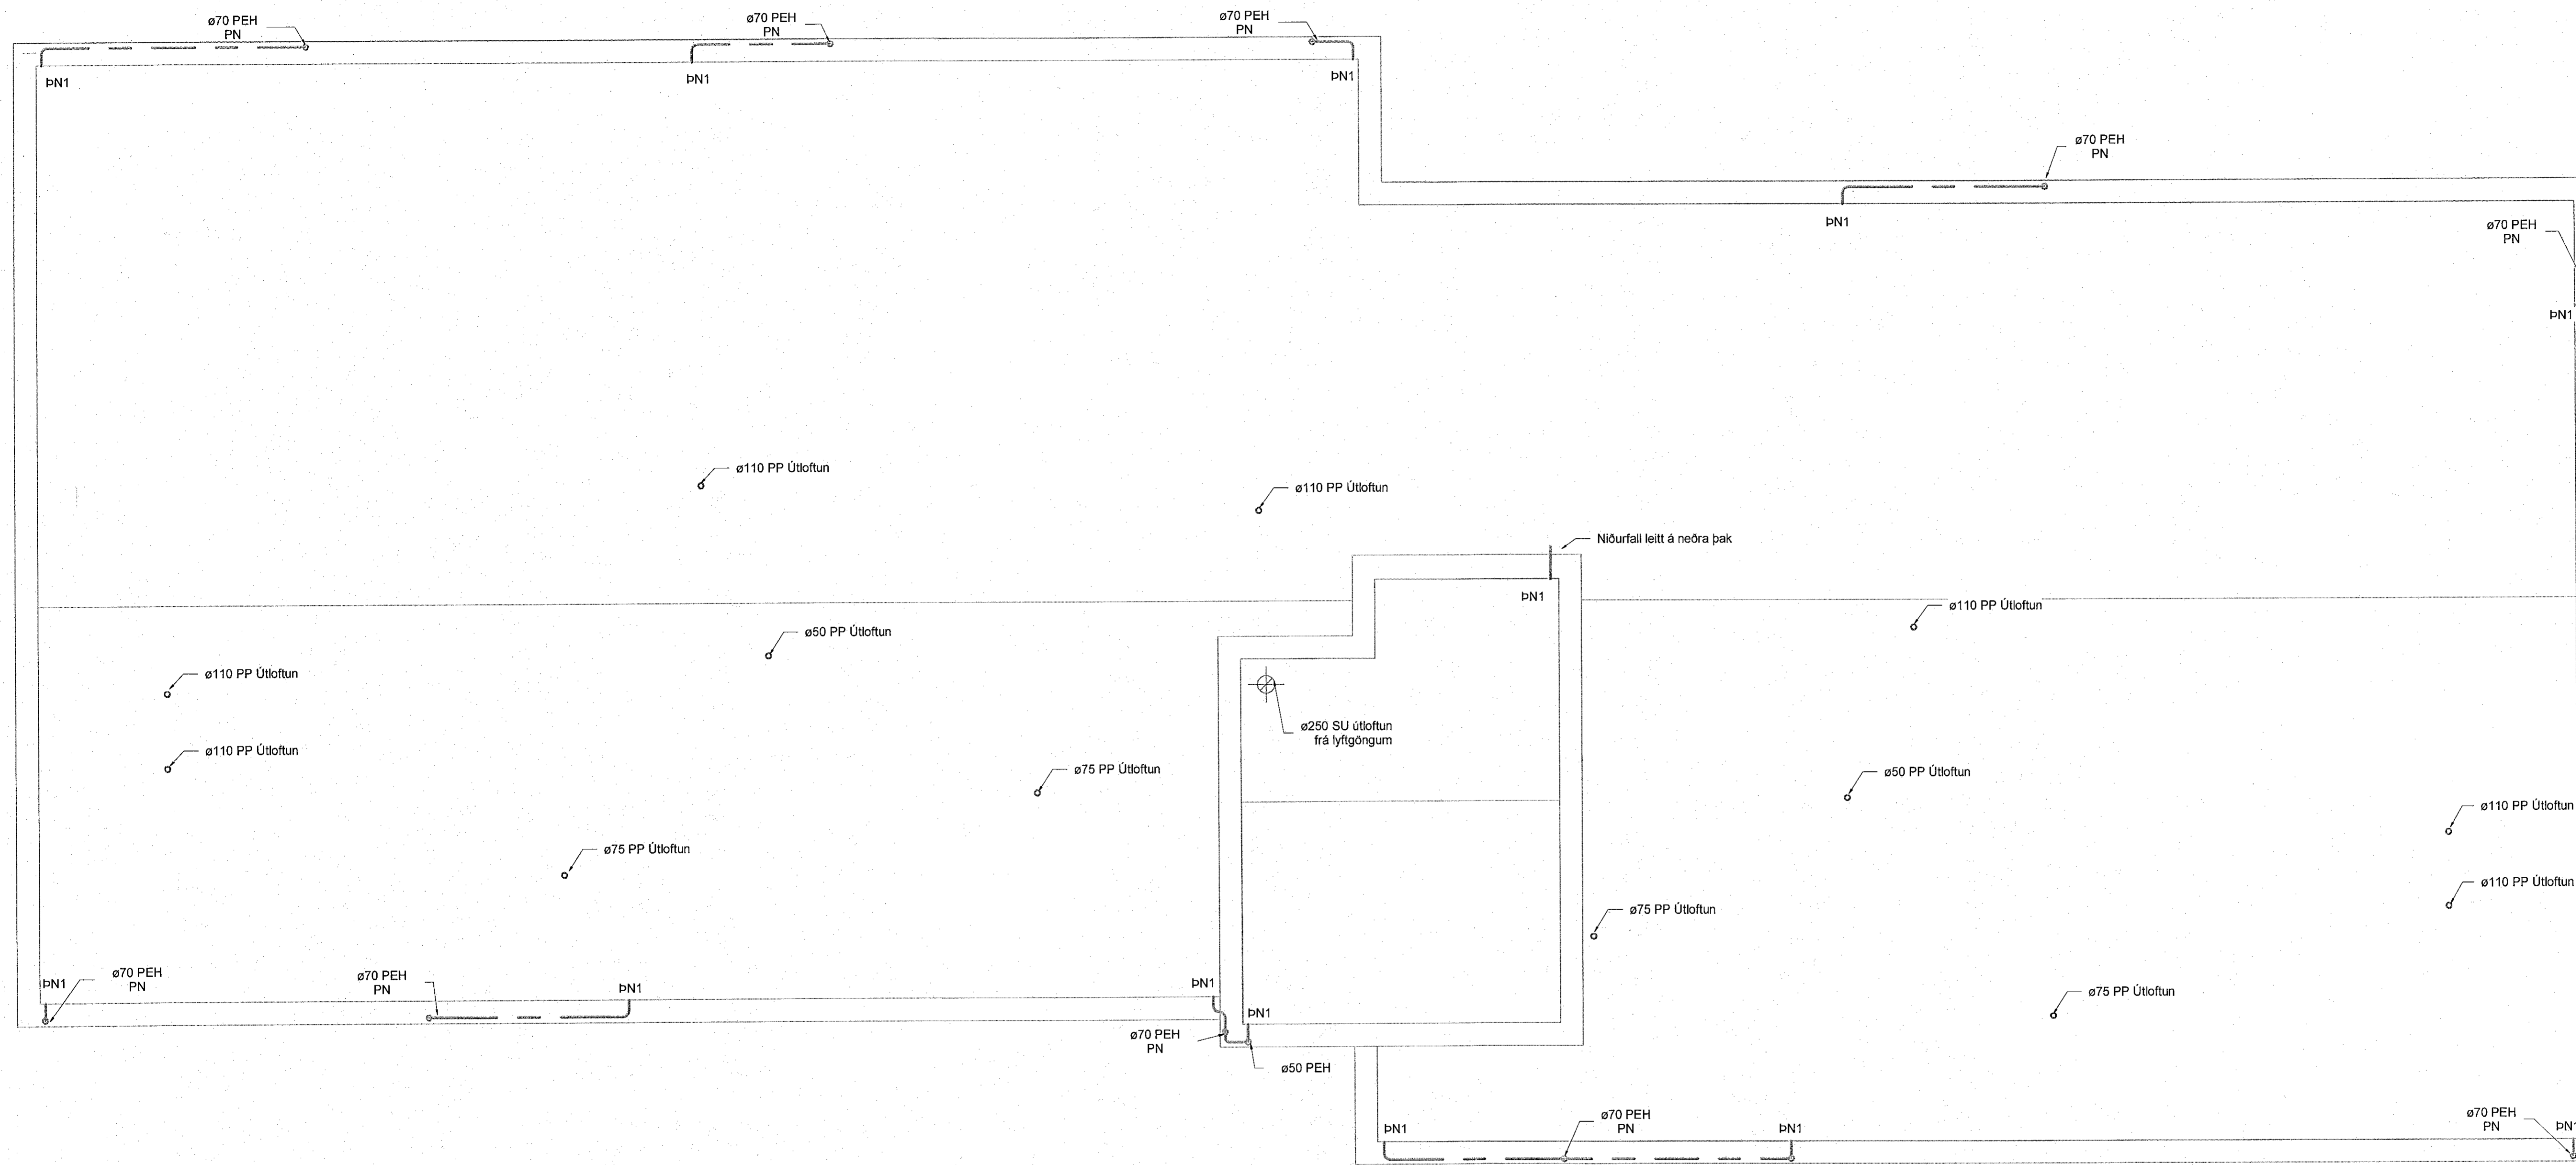 ø70 PEH
PN
ø70 PEH
PN
ø70 PEH
PN
ÞN1
ÞN1
ÞN1
ø70 PEH
PN
ÞN1
ø70 PEH
PN
ÞN1
ø110 PP Útloftun
ø110 PP Útloftun
Niðurfall leitt á neðra þak
ÞN1
ø110 PP Útloftun
ø50 PP Útloftun
ø110 PP Útloftun
ø250 SU útloftun
frá lyftgöngum
ø110 PP Útloftun
ø75 PP Útloftun
ø50 PP Útloftun
ø110 PP Útloftun
ø75 PP Útloftun
ø110 PP Útloftun
ø75 PP Útloftun
ÞN1
ø70 PEH
PN
ø70 PEH
PN
ÞN1
ÞN1
ø75 PP Útloftun
ÞN1
ø70 PEH
PN
ø50 PEH
ÞN1
ø70 PEH
PN
ÞN1
ø70 PEH
PN
ÞN1